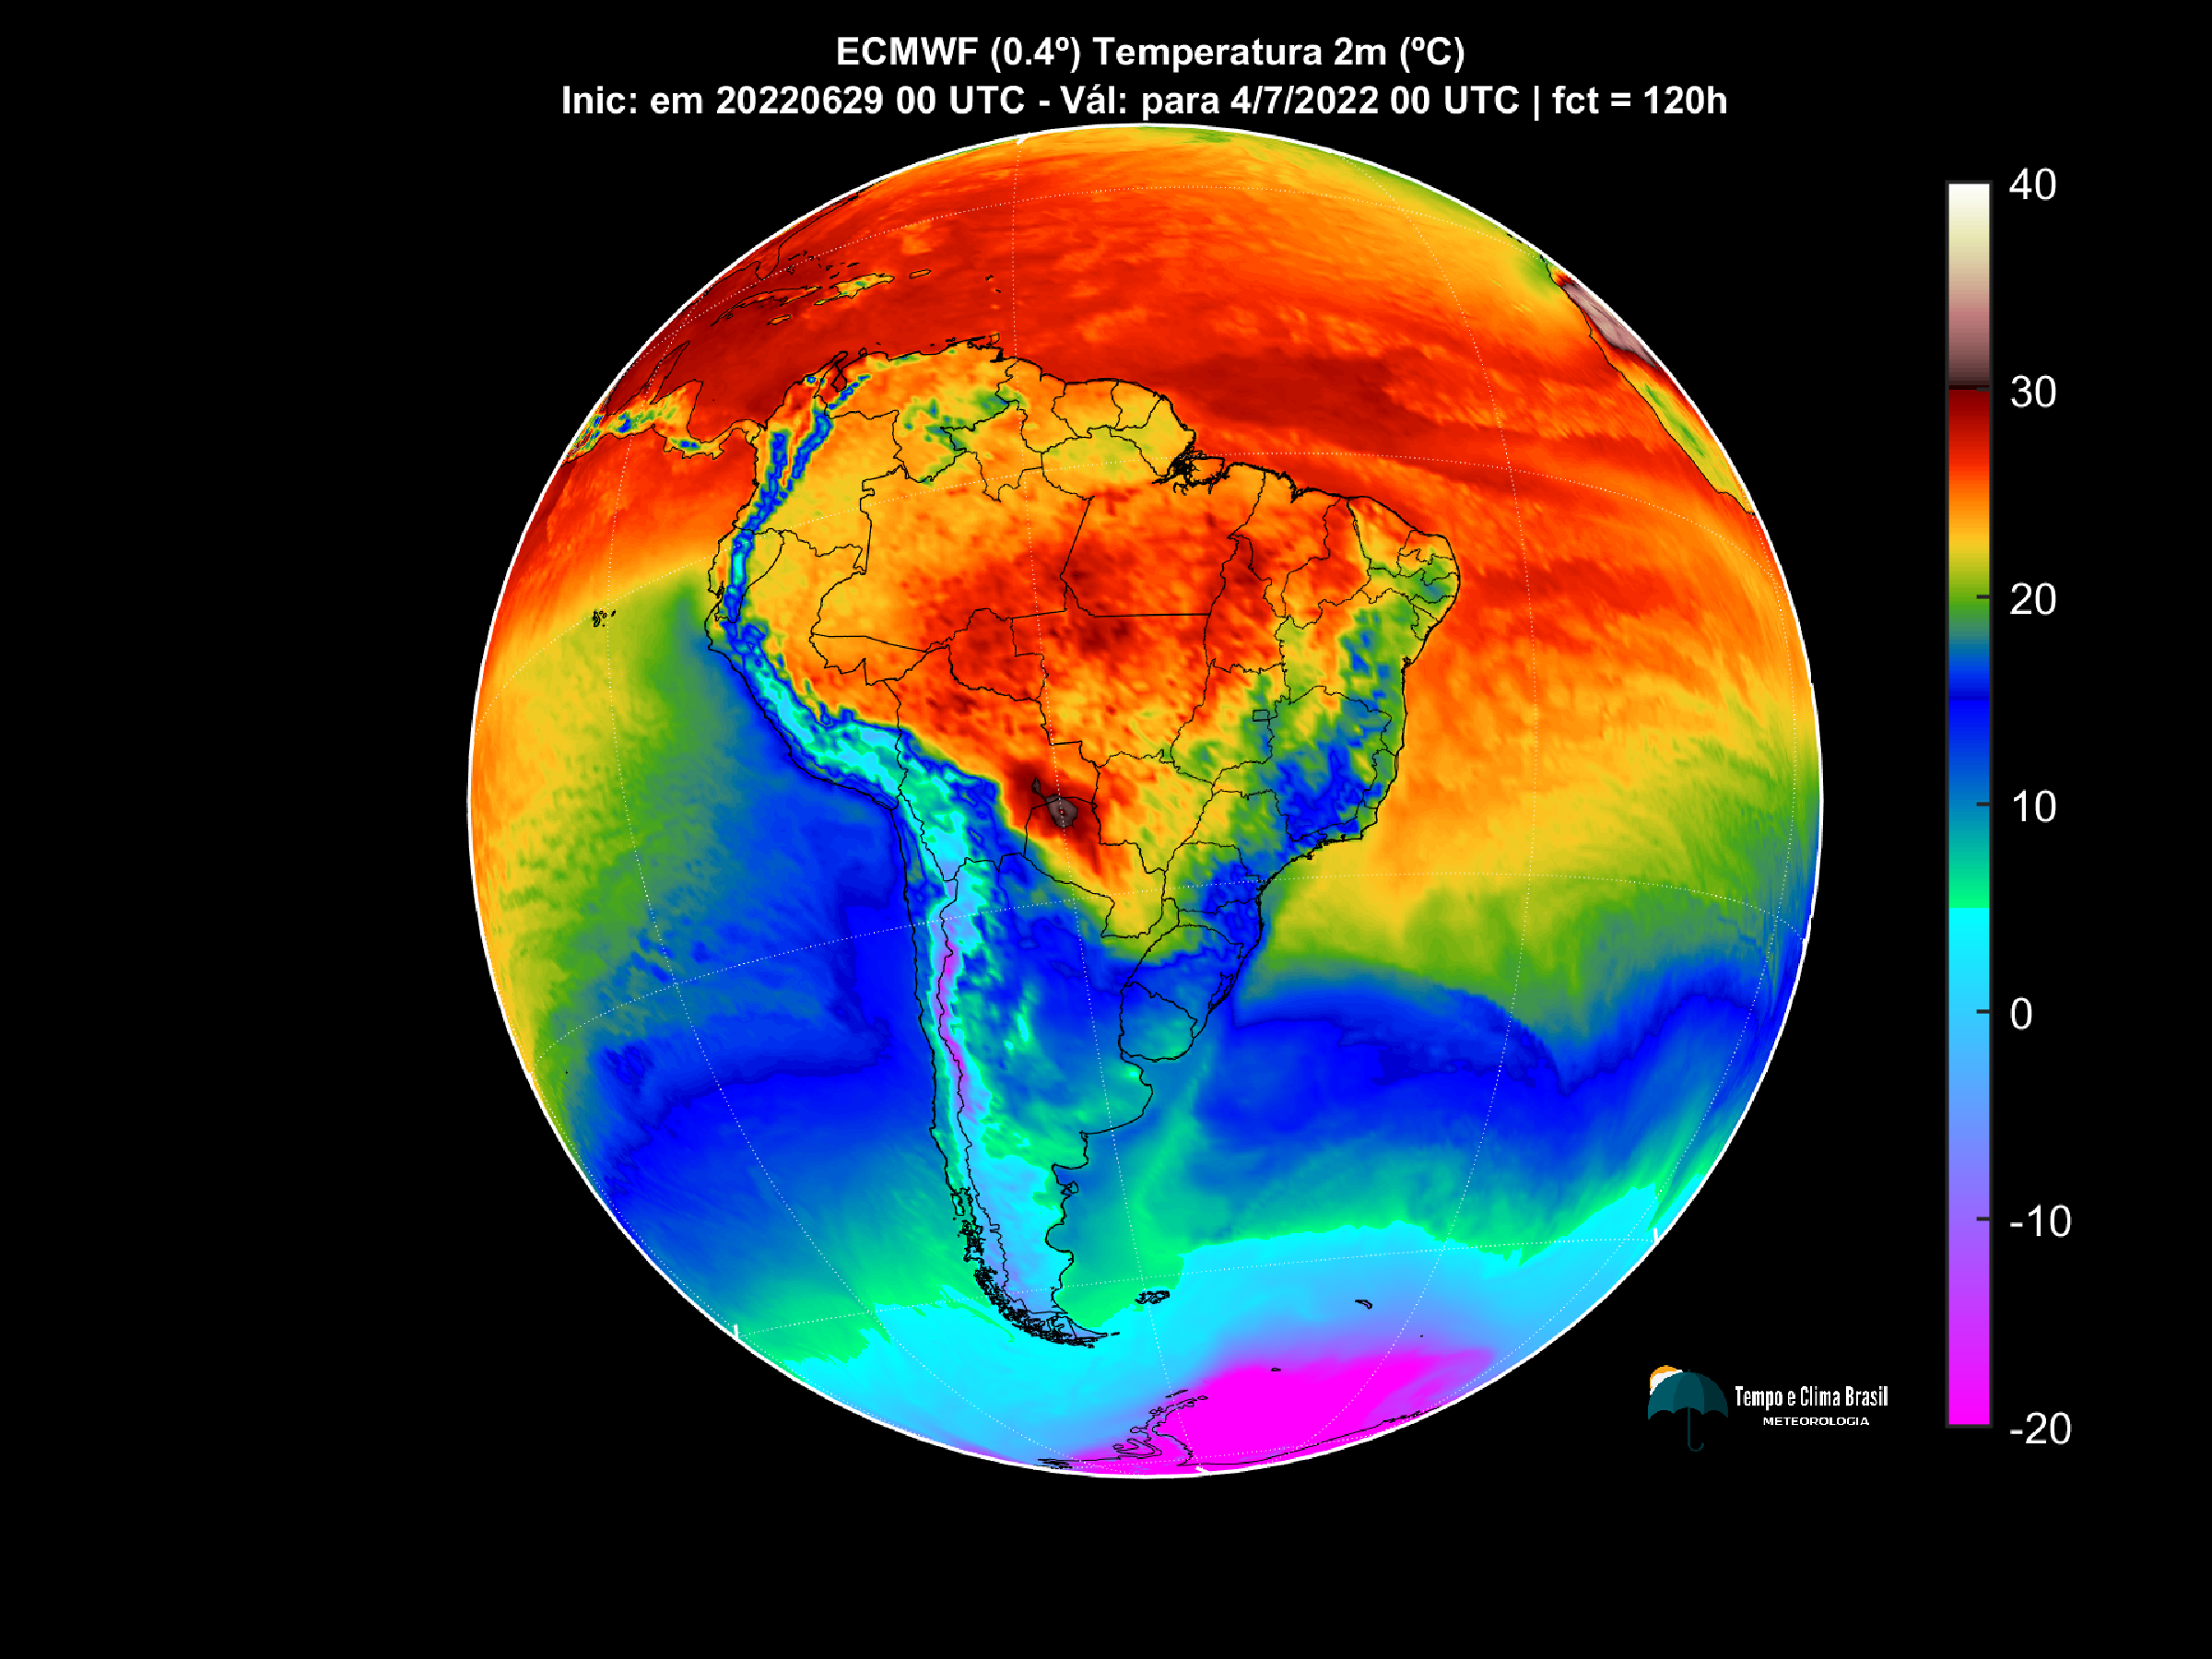 ECMWF (0.4º) Temperatura 2m (ºC)
Inic: em 20220629 00 UTC - Vál: para 4/7/2022 00 UTC | fct = 120h
40
30
20
10
0
-10
-20
Tempo e Clima Brasil
METEOROLOGIA